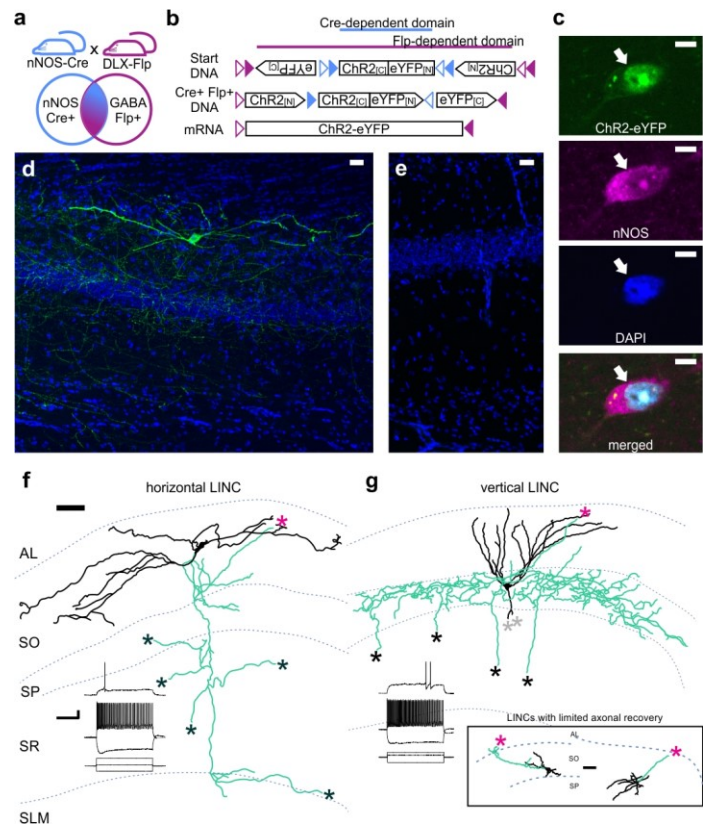 a
nNOS-Cre x DLX-Flp
nNOS Cre+
GABA Flp+
b
Cre-dependent domain
Flp-dependent domain
Start DNA
eYFP[C] ChR2[C] eYFP[N] ChR2[N]
Cre+ Flp+ DNA
ChR2[N] ChR2[C] eYFP[N] eYFP[C]
mRNA
ChR2-eYFP
c
ChR2-eYFP
nNOS
DAPI
merged
d
e
f
horizontal LINC
AL
SO
SP
SR
SLM
* * * * * *
g
vertical LINC
* * * * * * *
LINCs with limited axonal recovery
* *
AL
SO
SP